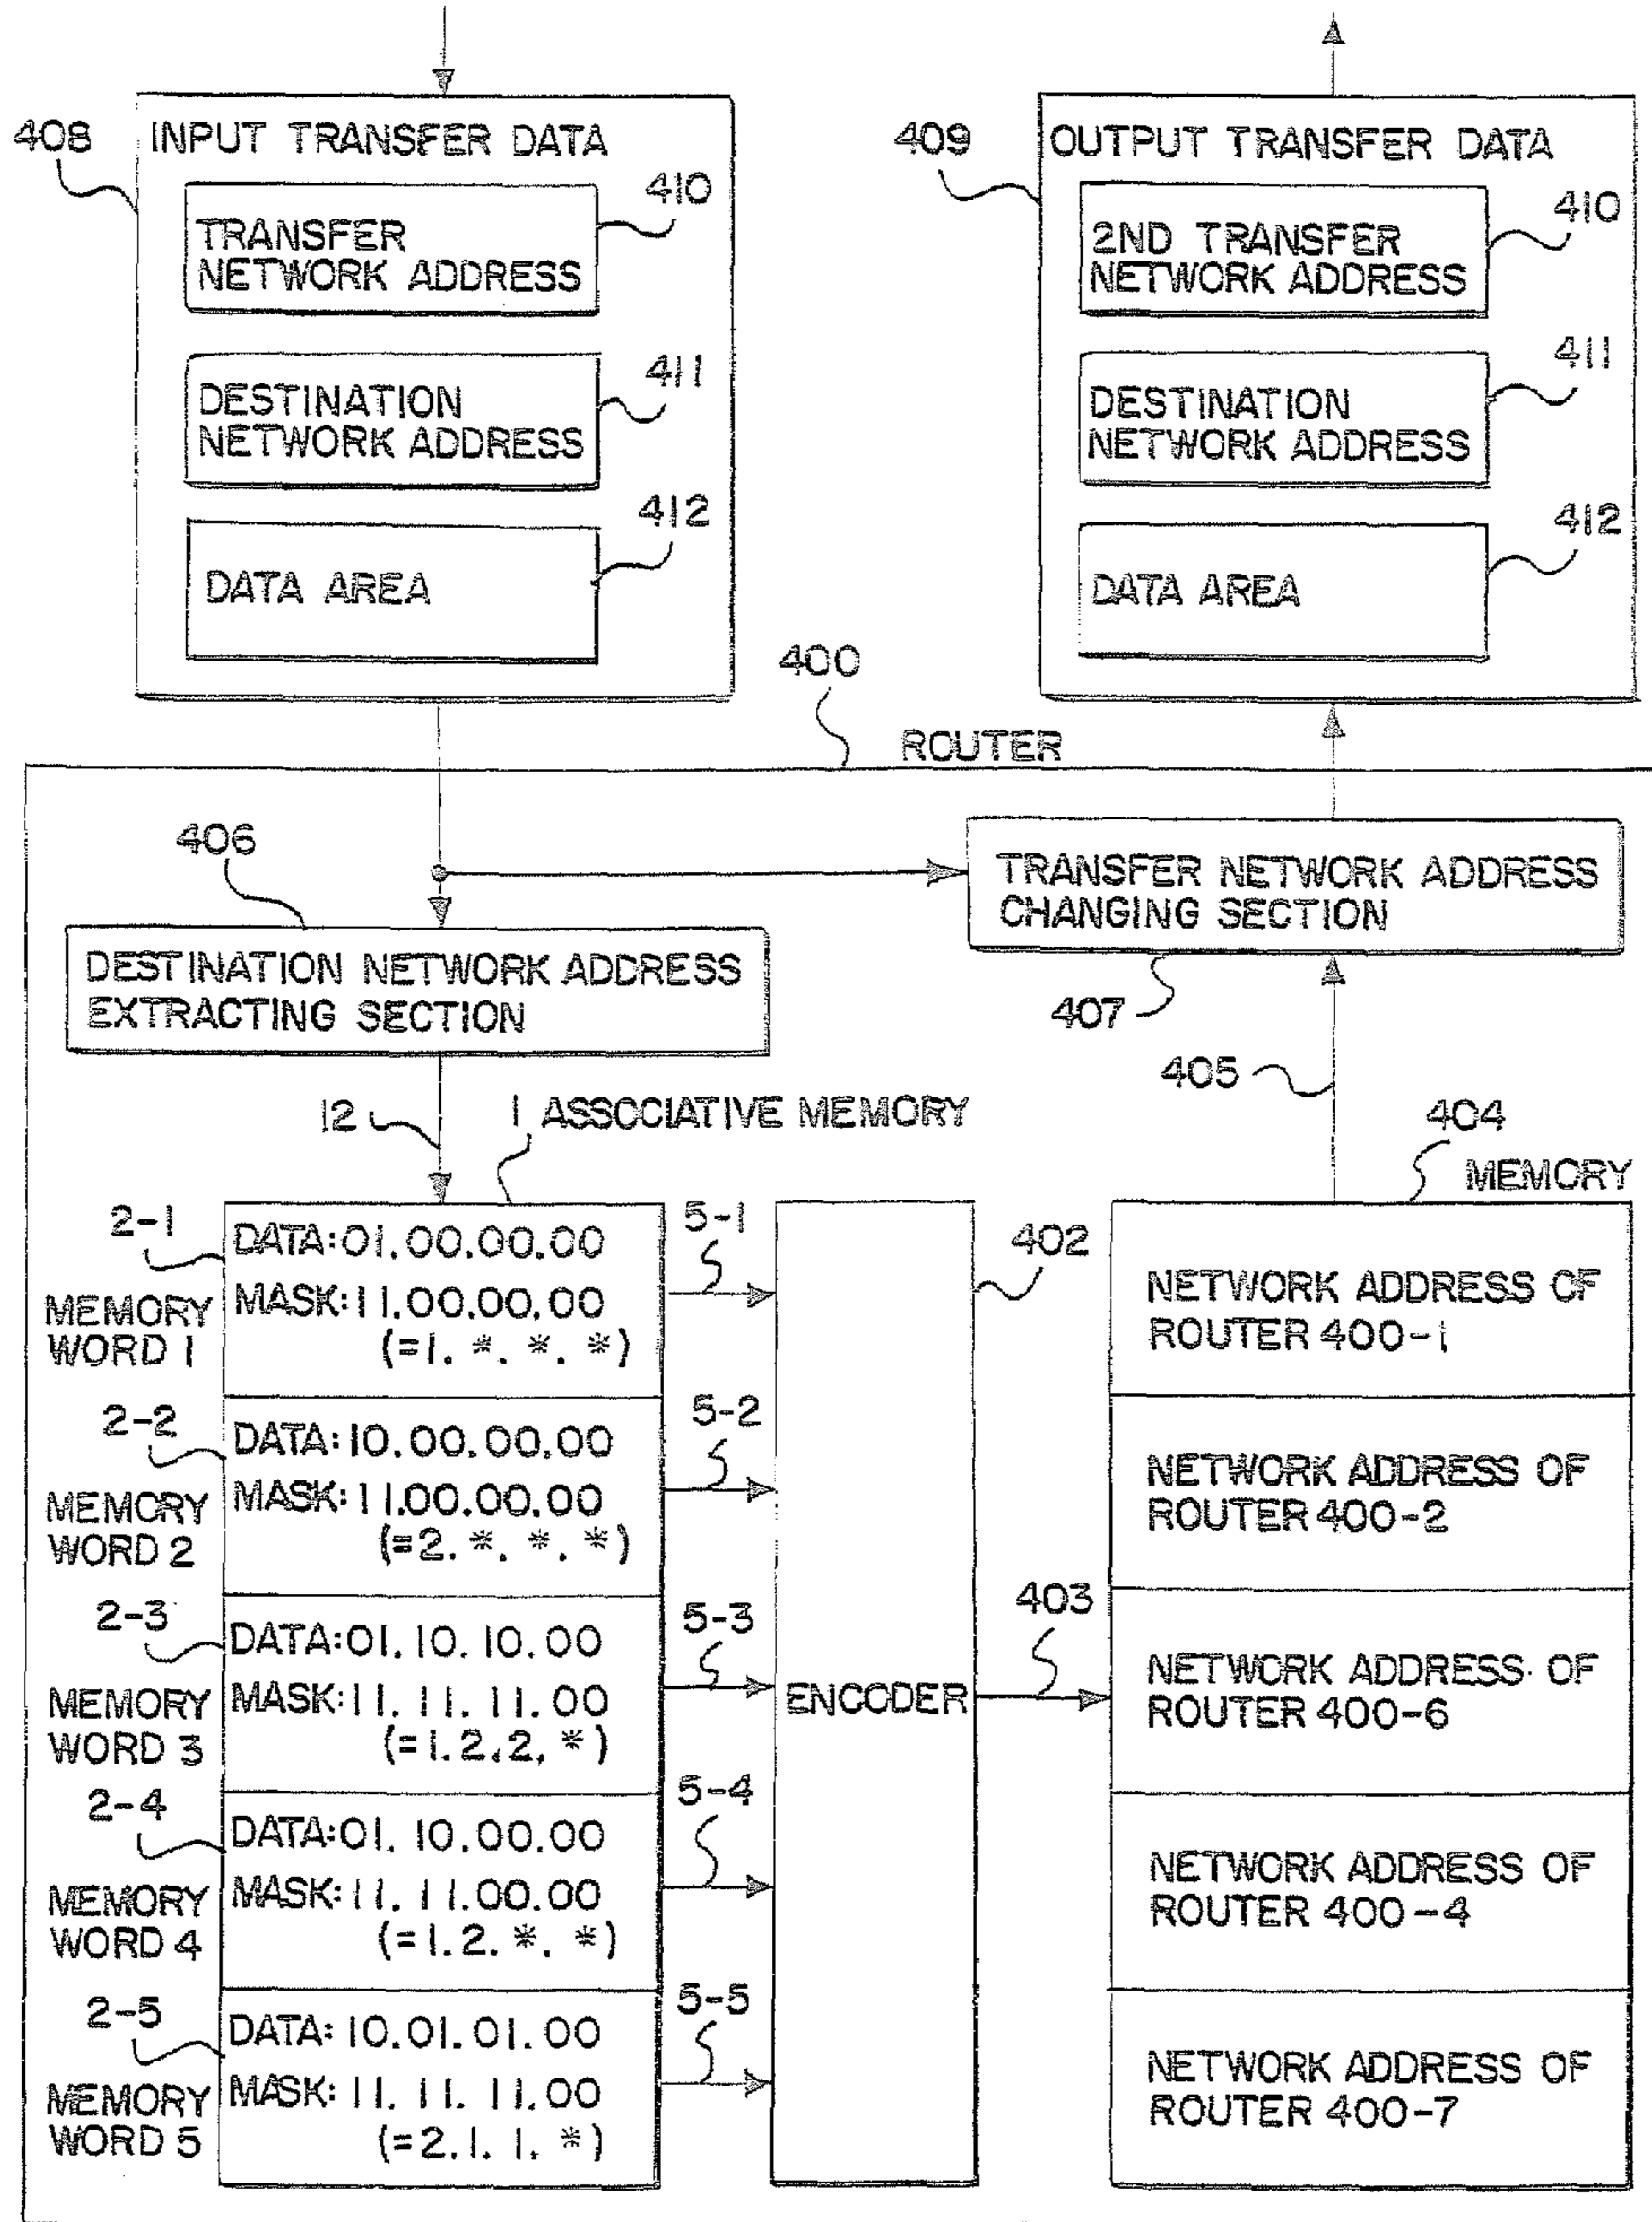 408
INPUT TRANSFER DATA
410
TRANSFER
NETWORK ADDRESS
411
DESTINATION
NETWORK ADDRESS
412
DATA AREA
409
OUTPUT TRANSFER DATA
410
2ND TRANSFER
NETWORK ADDRESS
411
DESTINATION
NETWORK ADDRESS
412
DATA AREA
400
ROUTER
406
DESTINATION NETWORK ADDRESS
EXTRACTING SECTION
TRANSFER NETWORK ADDRESS
CHANGING SECTION
407
405
12
1 ASSOCIATIVE MEMORY
404
MEMORY
2-1
MEMORY
WORD 1
DATA:01.00.00.00
MASK:11.00.00.00
(=1. *. *. *)
5-1
2-2
MEMORY
WORD 2
DATA:10.00.00.00
MASK:11.00.00.00
(=2. *. *. *)
5-2
2-3
MEMORY
WORD 3
DATA:01.10.10.00
MASK:11.11.11.00
(=1.2.2. *)
5-3
2-4
MEMORY
WORD 4
DATA:01.10.00.00
MASK:11.11.00.00
(=1.2. *. *)
5-4
2-5
MEMORY
WORD 5
DATA:10.01.01.00
MASK:11.11.11.00
(=2.1.1. *)
5-5
ENCODER
402
403
NETWORK ADDRESS OF
ROUTER 400-1
NETWORK ADDRESS OF
ROUTER 400-2
NETWORK ADDRESS OF
ROUTER 400-6
NETWORK ADDRESS OF
ROUTER 400-4
NETWORK ADDRESS OF
ROUTER 400-7